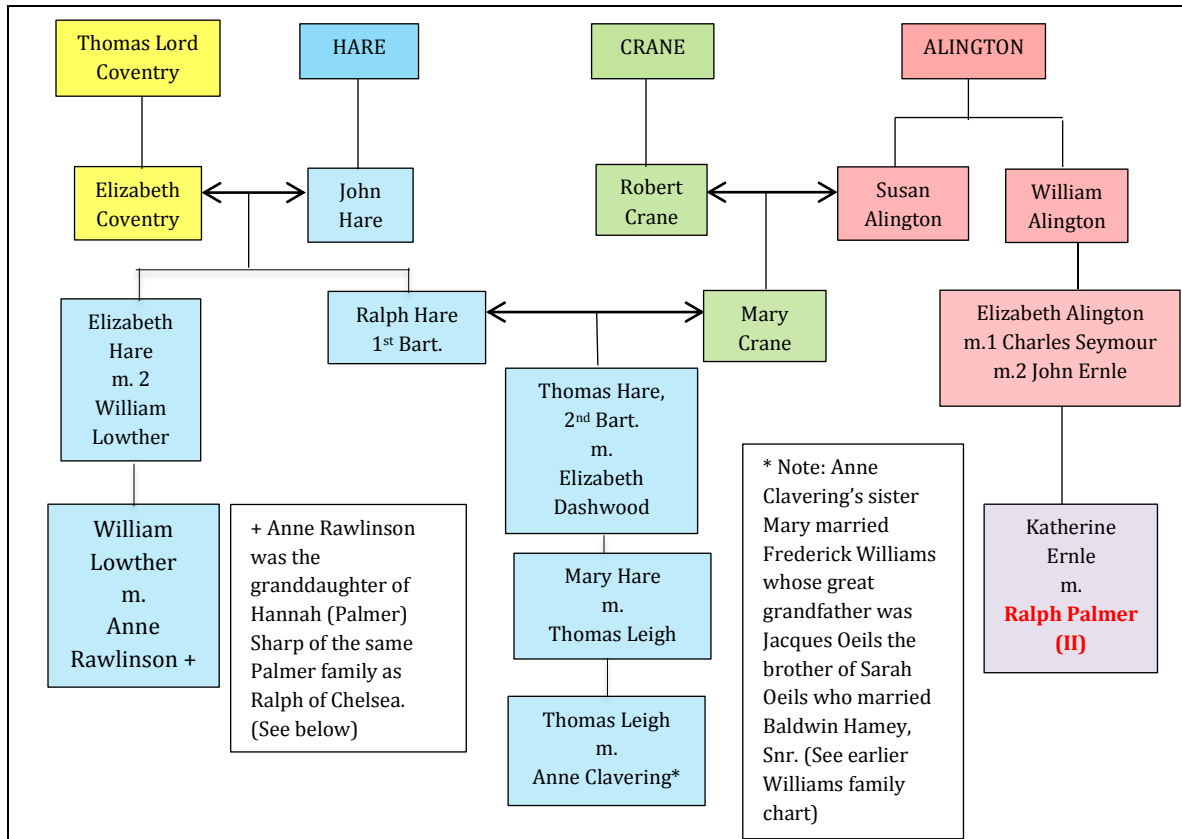 Thomas Lord
Coventry
HARE
CRANE
ALINGTON
Elizabeth
Coventry
John
Hare
Robert
Crane
Susan
Alington
William
Alington
Elizabeth
Hare
m. 2
William
Lowther
Ralph Hare
1st Bart.
Mary
Crane
Elizabeth Alington
m.1 Charles Seymour
m.2 John Ernle
Thomas Hare,
2nd Bart.
m.
Elizabeth
Dashwood
William
Lowther
m.
Anne
Rawlinson +
+ Anne Rawlinson
was the
granddaughter of
Hannah (Palmer)
Sharp of the same
Palmer family as
Ralph of Chelsea.
(See below)
Mary Hare
m.
Thomas Leigh
Thomas Leigh
m.
Anne Clavering*
* Note: Anne
Clavering’s sister
Mary married
Frederick Williams
whose great
grandfather was
Jacques Oeils the
brother of Sarah
Oeils who married
Baldwin Hamey,
Snr. (See earlier
Williams family
chart)
Katherine
Ernle
m.
Ralph Palmer
(II)